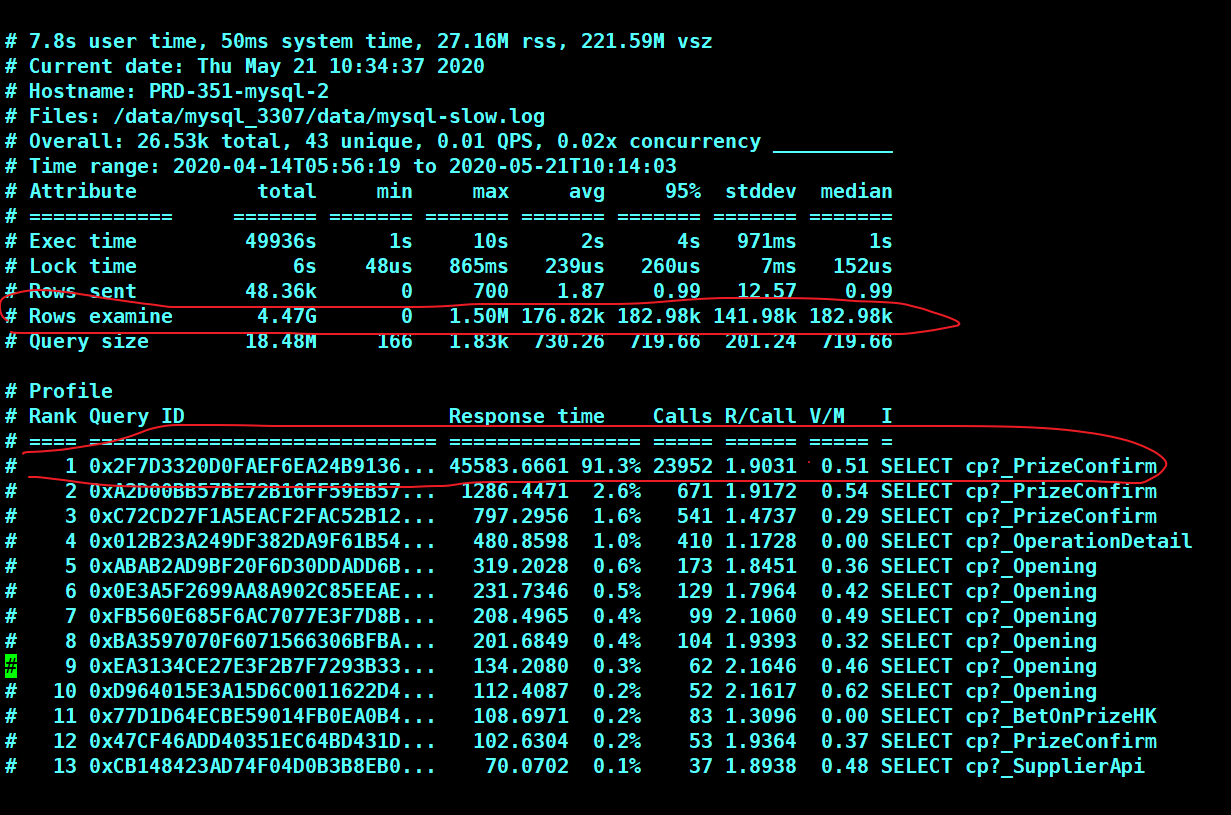 # 7.8s user time, 50ms system time, 27.16M rss, 221.59M vsz
# Current date: Thu May 21 10:34:37 2020
# Hostname: PRD-351-mysql-2
# Files: /data/mysql_3307/data/mysql-slow.log
# Overall: 26.53k total, 43 unique, 0.01 QPS, 0.02x concurrency __________
# Time range: 2020-04-14T05:56:19 to 2020-05-21T10:14:03
# Attribute          total     min     max     avg     95%  stddev  median
# ============     ======= ======= ======= ======= ======= ======= =======
# Exec time         49936s      1s     10s      2s      4s   971ms      1s
# Lock time             6s    48us   865ms   239us   260us     7ms   152us
# Rows sent         48.36k       0     700    1.87    0.99   12.57    0.99
# Rows examine       4.47G       0   1.50M 176.82k 182.98k 141.98k 182.98k
# Query size        18.48M     166   1.83k  730.26  719.66  201.24  719.66
# Profile
# Rank Query ID                      Response time    Calls R/Call V/M   I
# ==== ============================= ================ ===== ====== ===== =
#    1 0x2F7D3320D0FAEF6EA24B9136... 45583.6661 91.3% 23952 1.9031  0.51 SELECT cp?_PrizeConfirm
#    2 0xA2D00BB57BE72B16FF59EB57...  1286.4471  2.6%   671 1.9172  0.54 SELECT cp?_PrizeConfirm
#    3 0xC72CD27F1A5EACF2FAC52B12...   797.2956  1.6%   541 1.4737  0.29 SELECT cp?_PrizeConfirm
#    4 0x012B23A249DF382DA9F61B54...   480.8598  1.0%   410 1.1728  0.00 SELECT cp?_OperationDetail
#    5 0xABAB2AD9BF20F6D30DDADD6B...   319.2028  0.6%   173 1.8451  0.36 SELECT cp?_Opening
#    6 0x0E3A5F2699AA8A902C85EEAE...   231.7346  0.5%   129 1.7964  0.42 SELECT cp?_Opening
#    7 0xFB560E685F6AC7077E3F7D8B...   208.4965  0.4%    99 2.1060  0.49 SELECT cp?_Opening
#    8 0xBA3597070F6071566306BFBA...   201.6849  0.4%   104 1.9393  0.32 SELECT cp?_Opening
#    9 0xEA3134CE27E3F2B7F7293B33...   134.2080  0.3%    62 2.1646  0.46 SELECT cp?_Opening
#   10 0xD964015E3A15D6C0011622D4...   112.4087  0.2%    52 2.1617  0.62 SELECT cp?_Opening
#   11 0x77D1D64ECBE59014FB0EA0B4...   108.6971  0.2%    83 1.3096  0.00 SELECT cp?_BetOnPrizeHK
#   12 0x47CF46ADD40351EC64BD431D...   102.6304  0.2%    53 1.9364  0.37 SELECT cp?_PrizeConfirm
#   13 0xCB148423AD74F04D0B3B8EB0...    70.0702  0.1%    37 1.8938  0.48 SELECT cp?_SupplierApi